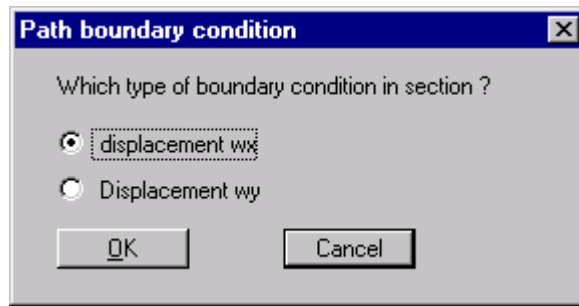 Path boundary condition
Which type of boundary condition in section ?
displacement wx
Displacement wy
OK Cancel